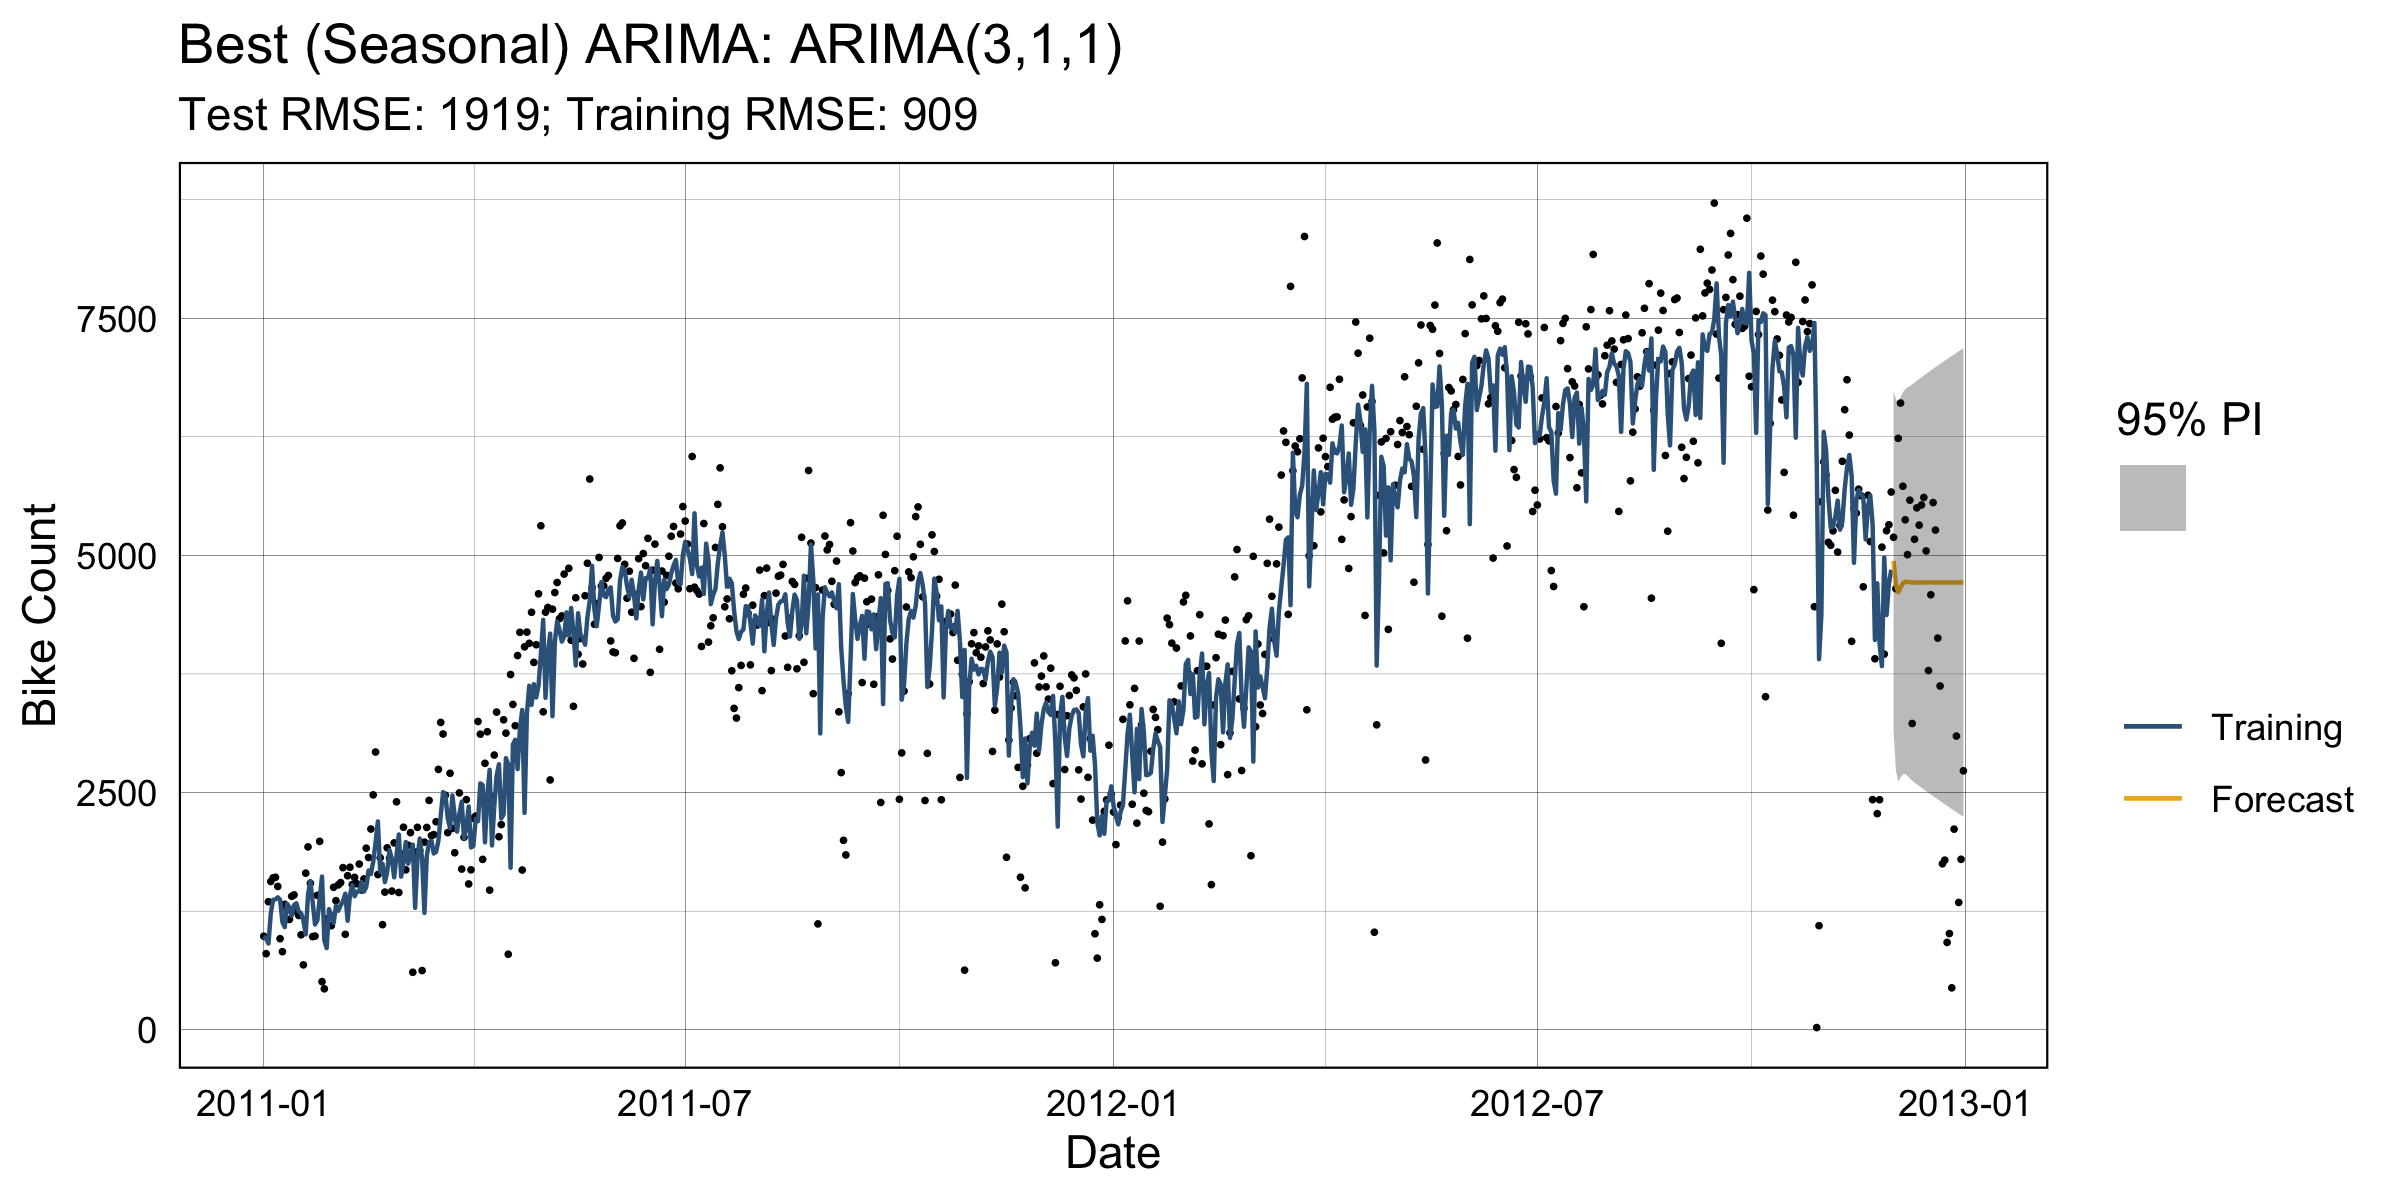 Best (Seasonal) ARIMA: ARIMA(3,1,1)
Test RMSE: 1919; Training RMSE: 909
Bike Count
7500
5000
2500
0
2011-01
2011-07
2012-01
2012-07
2013-01
Date
95% PI
Training
Forecast